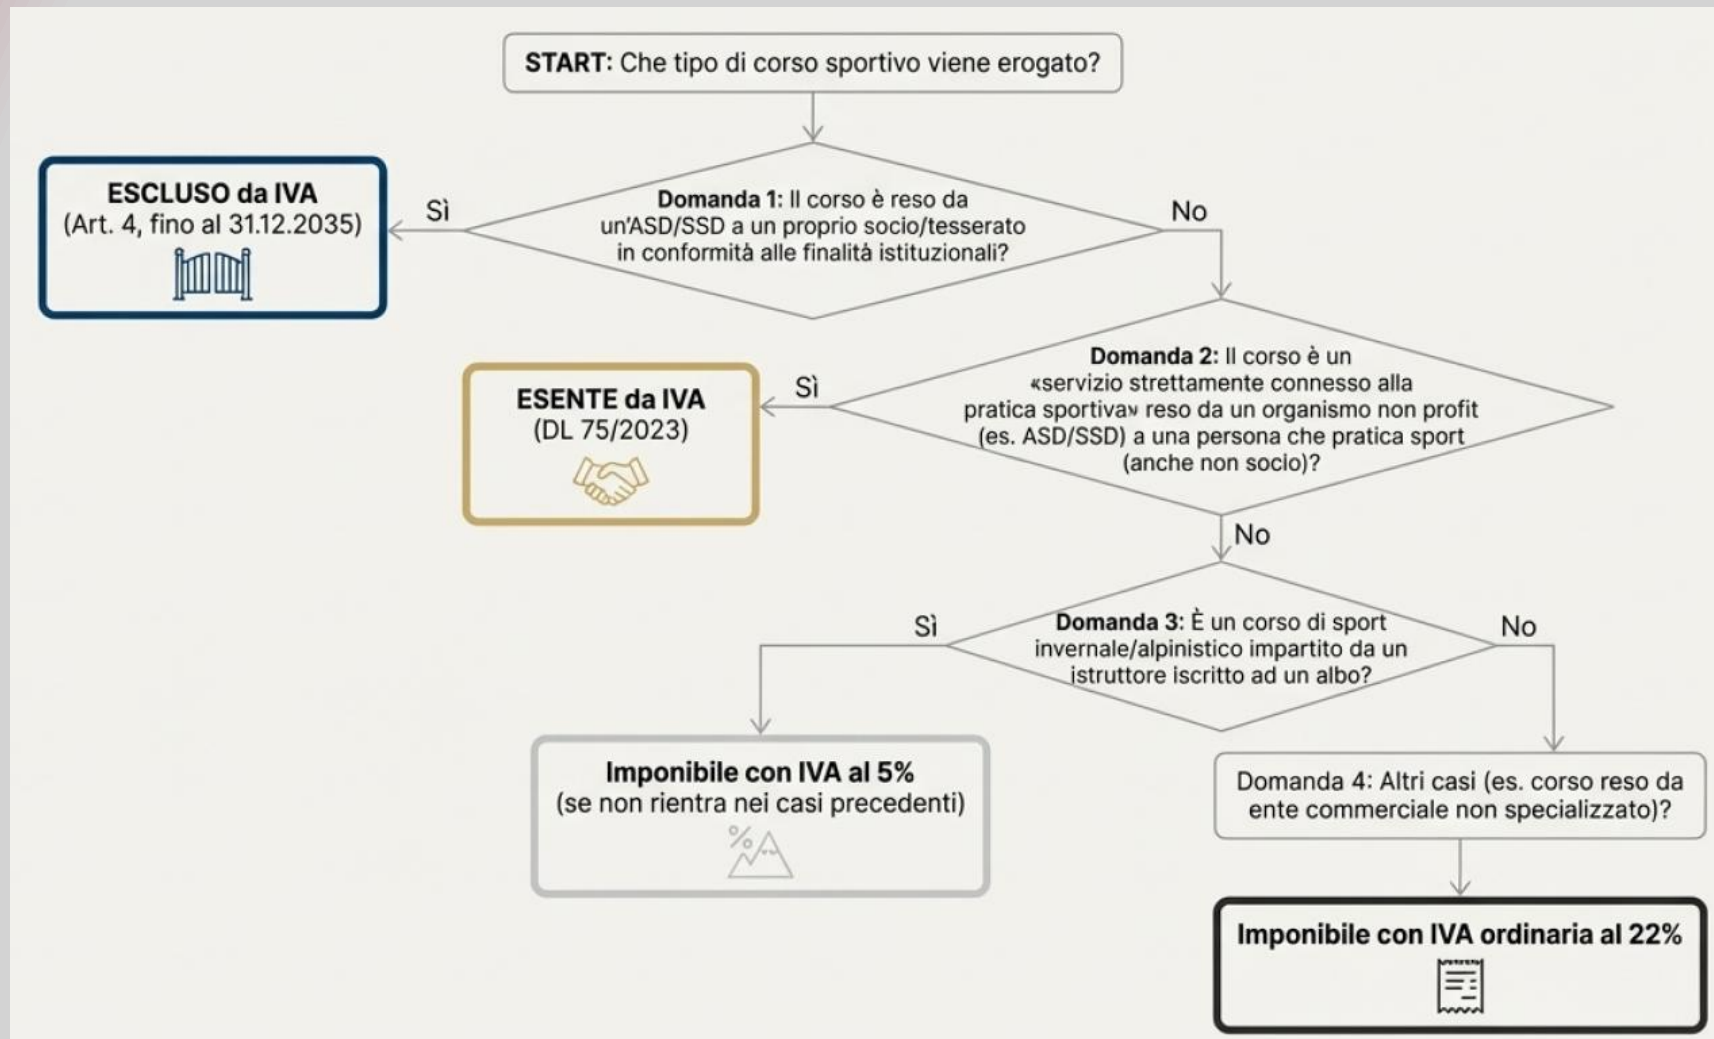 START: Che tipo di corso sportivo viene erogato?
Domanda 1: Il corso è reso da
un'ASD/SSD a un proprio socio/tesserato
in conformità alle finalità istituzionali?
Sì
No
ESCLUSO da IVA
(Art. 4, fino al 31.12.2035)
Domanda 2: Il corso è un
«servizio strettamente connesso alla
pratica sportiva» reso da un organismo non profit
(es. ASD/SSD) a una persona che pratica sport
(anche non socio)?
Sì
No
ESENTE da IVA
(DL 75/2023)
Domanda 3: È un corso di sport
invernale/alpinistico impartito da un
istruttore iscritto ad un albo?
Sì
No
Imponibile con IVA al 5%
(se non rientra nei casi precedenti)
%
Domanda 4: Altri casi (es. corso reso da
ente commerciale non specializzato)?
Imponibile con IVA ordinaria al 22%